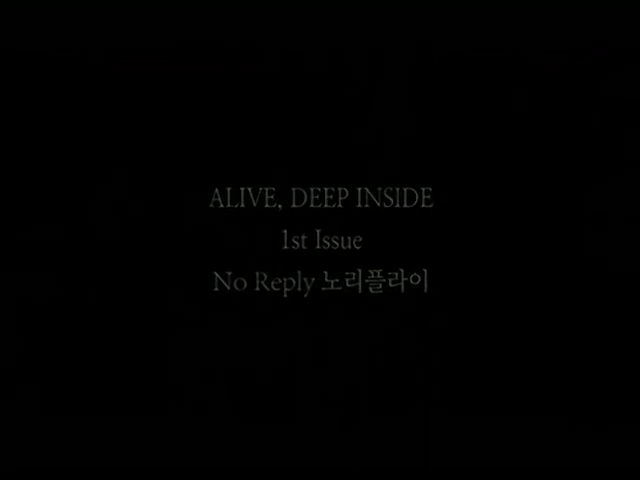 ALIVE, DEEP INSIDE
1st Issue
No Reply 노리플라이